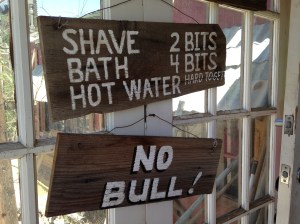 SHAVE 2 BITS
BATH 4 BITS
HOT WATER HARD TO GET
NO
BULL!